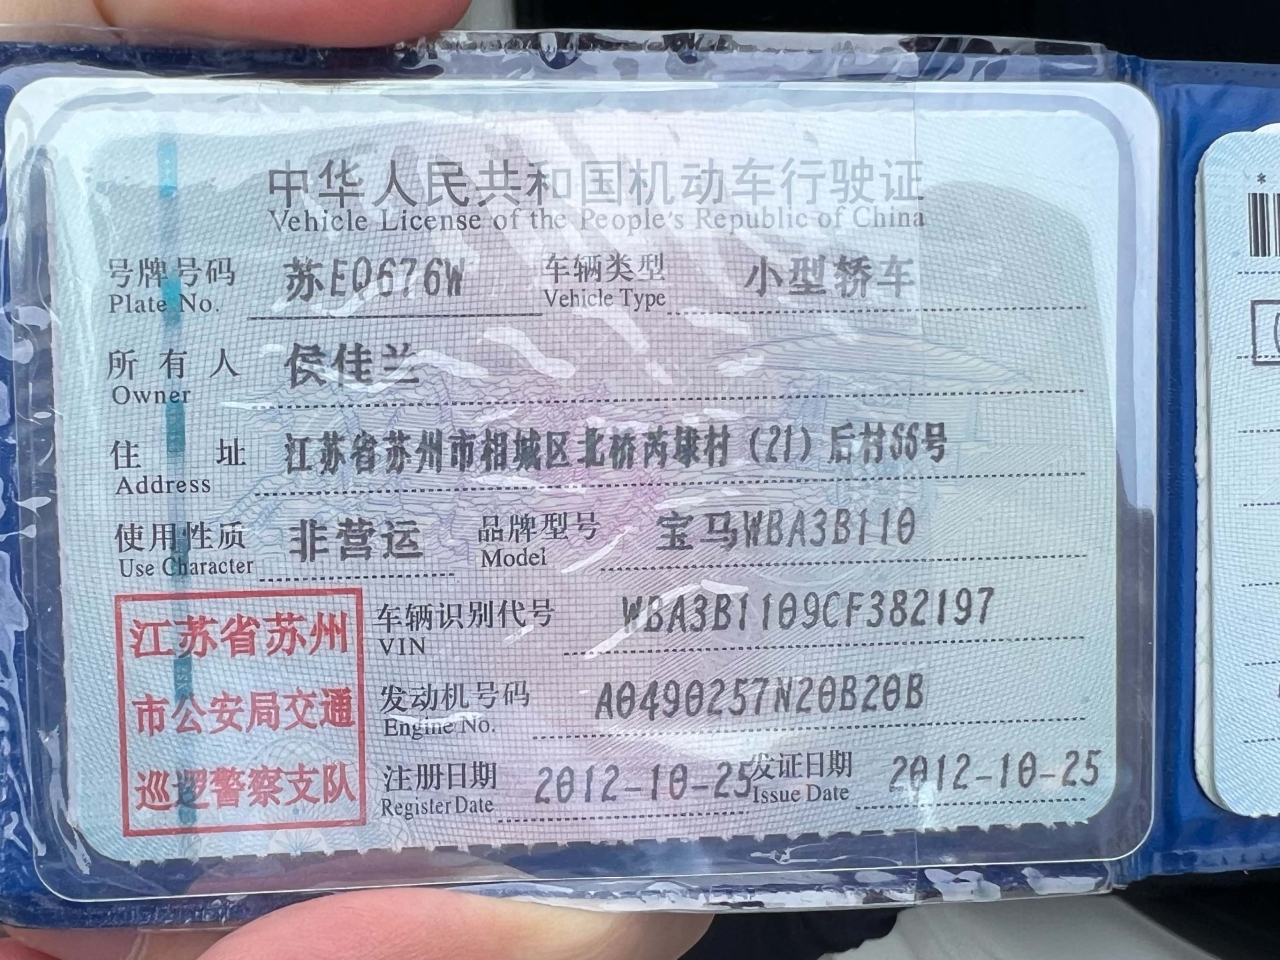 中华人民共和国机动车行驶证
Vehicle License of the People's Republic of China
号牌号码 苏EQ676W 车辆类型 小型轿车
Plate No. Vehicle Type
所有人 侯佳兰
Owner
住址 江苏省苏州市相城区北桥芮埭村（21）后村66号
Address
使用性质 非营运 品牌型号 宝马WBA3B110
Use Character Model
江苏省苏州
市公安局交通
巡逻警察支队
车辆识别代号 WBA3B1109CF382197
VIN
发动机号码 A0490257N20B20B
Engine No.
注册日期 2012-10-25 发证日期 2012-10-25
Register Date Issue Date